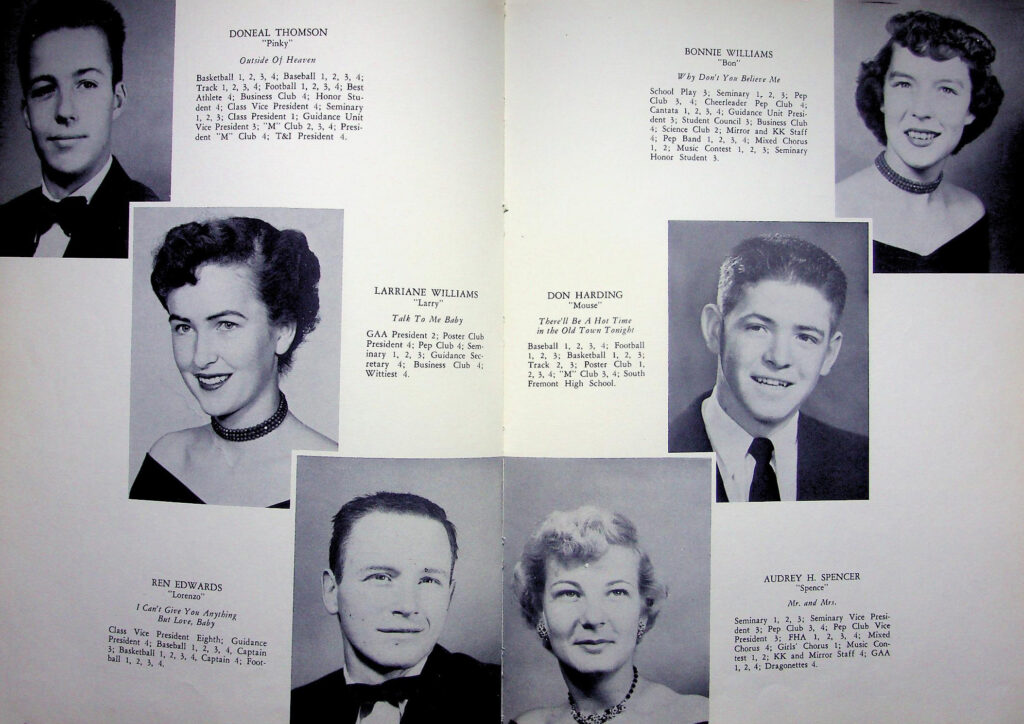 DONEAL THOMSON
"Pinky"
Outside Of Heaven
Basketball 1, 2, 3, 4; Baseball 1, 2, 3, 4;
Track 1, 2, 3, 4; Football 1, 2, 3, 4; Best
Athlete 4; Business Club 4; Honor Stu-
dent 4; Class Vice President 4; Seminary
1, 2, 3; Class President 1; Guidance Unit
Vice President 3; "M" Club 2, 3, 4; Presi-
dent "M" Club 4; T&I President 4.
LARRIANE WILLIAMS
"Larry"
Talk To Me Baby
GAA President 2; Poster Club
President 4; Pep Club 4; Sem-
inary 1, 2, 3; Guidance Sec-
retary 4; Business Club 4;
Wittiest 4.
REN EDWARDS
"Lorenzo"
I Can't Give You Anything
But Love, Baby
Class Vice President Eighth; Guidance
President 4; Baseball 1, 2, 3, 4, Captain
3; Basketball 1, 2, 3, 4, Captain 4; Foot-
ball 1, 2, 3, 4.
BONNIE WILLIAMS
"Bon"
Why Don't You Believe Me
School Play 3; Seminary 1, 2, 3; Pep
Club 3, 4; Cheerleader Pep Club 4;
Cantata 1, 2, 3, 4; Guidance Unit Presi-
dent 3; Student Council 3; Business Club
4; Science Club 2; Mirror and KK Staff
4; Pep Band 1, 2, 3, 4; Mixed Chorus
1, 2; Music Contest 1, 2, 3; Seminary
Honor Student 3.
DON HARDING
"Mouse"
There'll Be A Hot Time
in the Old Town Tonight
Baseball 1, 2, 3, 4; Football
1, 2, 3; Basketball 1, 2, 3;
Track 2, 3; Poster Club 1,
2, 3, 4; "M" Club 3, 4; South
Fremont High School.
AUDREY H. SPENCER
"Spence"
Mr. and Mrs.
Seminary 1, 2, 3; Seminary Vice Presi-
dent 3; Pep Club 3, 4; Pep Club Vice
President 3; FHA 1, 2, 3, 4; Mixed
Chorus 4; Girls' Chorus 1; Music Con-
test 1, 2; KK and Mirror Staff 4; GAA
1, 2, 4; Dragonettes 4.